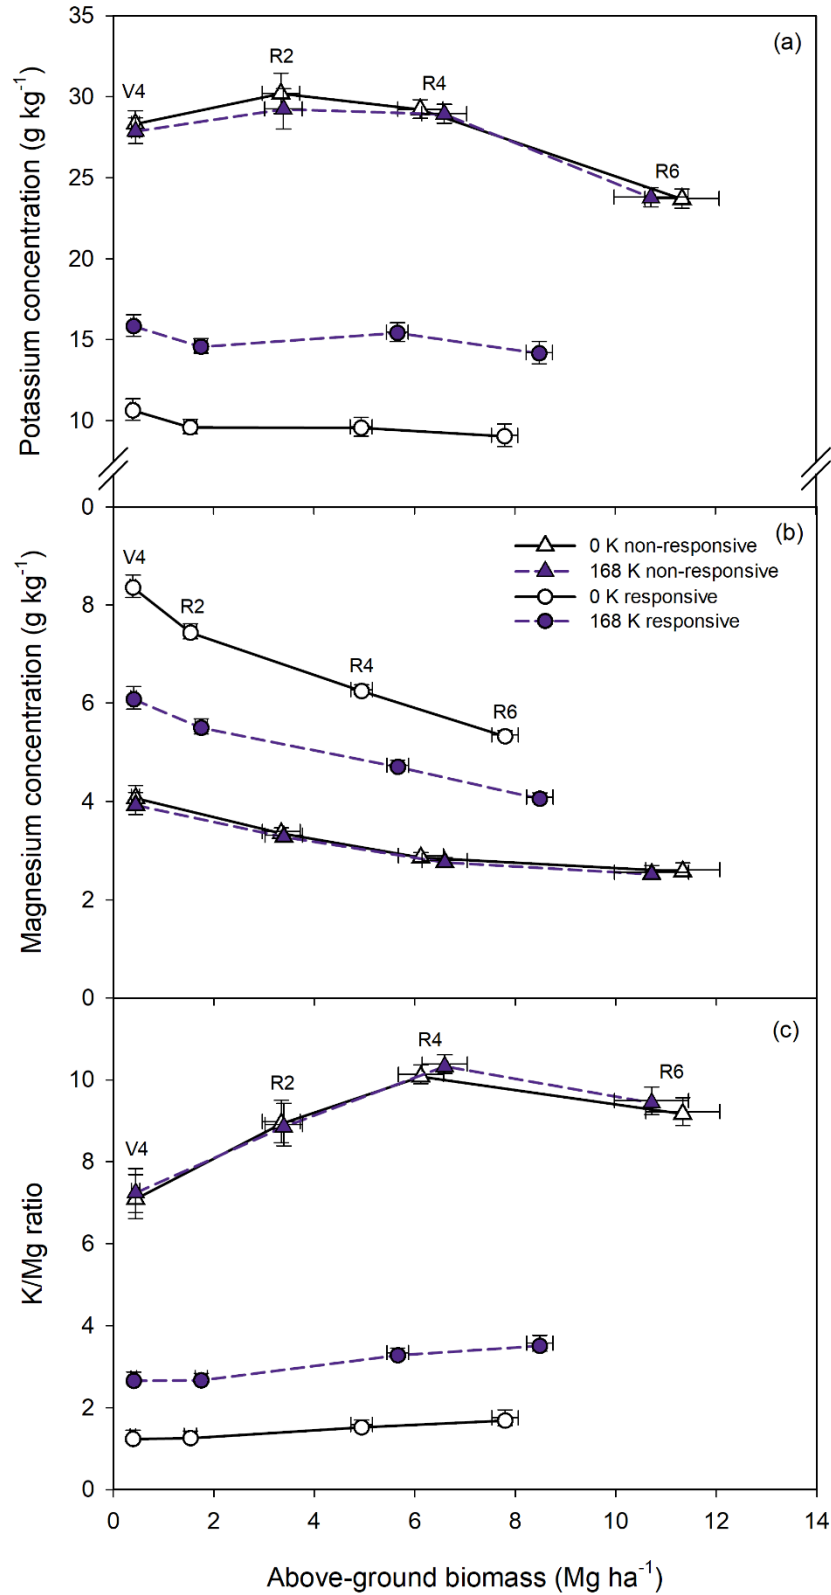 35
(a)
R2
V4
R4
30
R6
25
20
15
10
Potassium concentration (g kg⁻¹)
0
(b)
V4
0 K non-responsive
168 K non-responsive
0 K responsive
168 K responsive
8
R2
R4
6
R6
4
2
Magnesium concentration (g kg⁻¹)
0
(c)
R4
10
R2
R6
V4
8
6
4
2
K/Mg ratio
0
0 2 4 6 8 10 12 14
Above-ground biomass (Mg ha⁻¹)